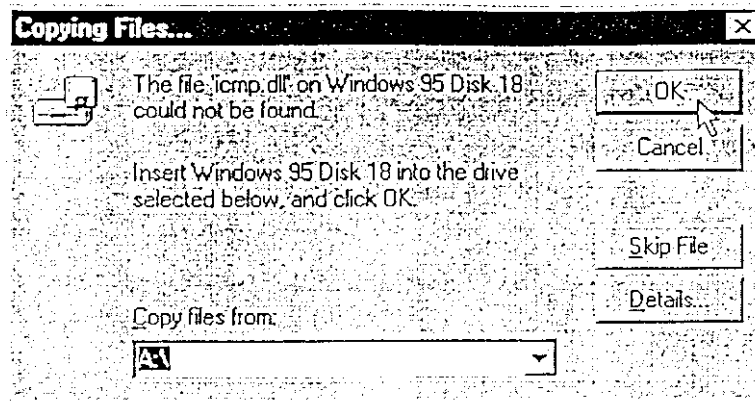 Copying Files...
The file 'icmp.dll' on Windows 95 Disk 18
could not be found.
Insert Windows 95 Disk 18 into the drive
selected below, and click OK.
Copy files from:
A:\
OK
Cancel
Skip File
Details...